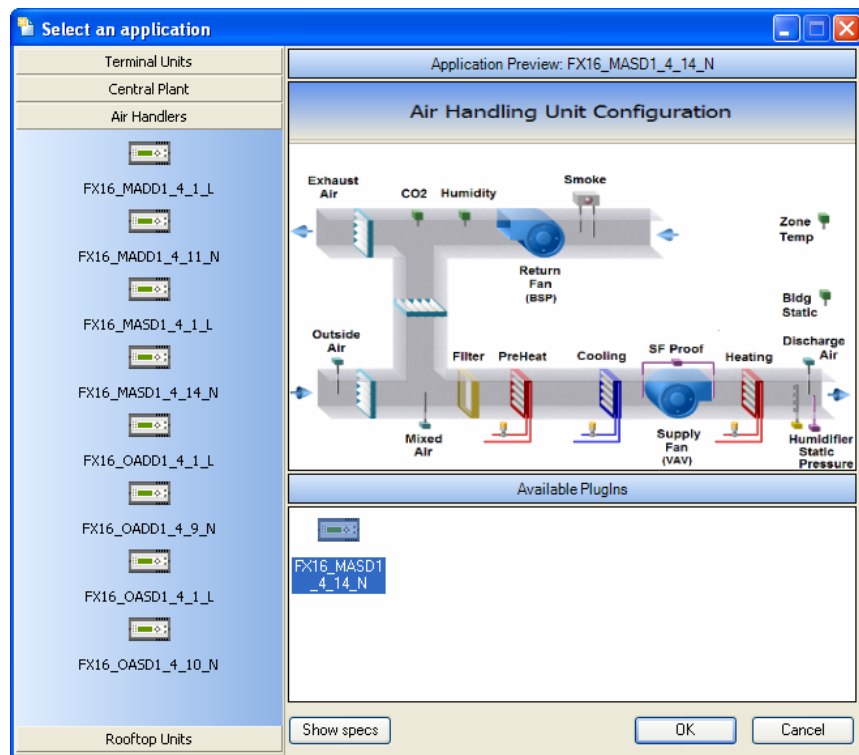 Select an application
Terminal Units
Central Plant
Air Handlers
FX16_MADD1_4_1_L
FX16_MADD1_4_11_N
FX16_MASD1_4_1_L
FX16_MASD1_4_14_N
FX16_OADD1_4_1_L
FX16_OADD1_4_9_N
FX16_OASD1_4_1_L
FX16_OASD1_4_10_N
Rooftop Units
Application Preview: FX16_MASD1_4_14_N
Air Handling Unit Configuration
Exhaust
Air
CO2
Humidity
Smoke
Zone
Temp
Return
Fan
(BSP)
Bldg
Static
Outside
Air
Filter
PreHeat
Cooling
SF Proof
Heating
Discharge
Air
Mixed
Air
Supply
Fan
(VAV)
Humidifier
Static
Pressure
Available PlugIns
FX16_MASD1
_4_14_N
Show specs
OK
Cancel